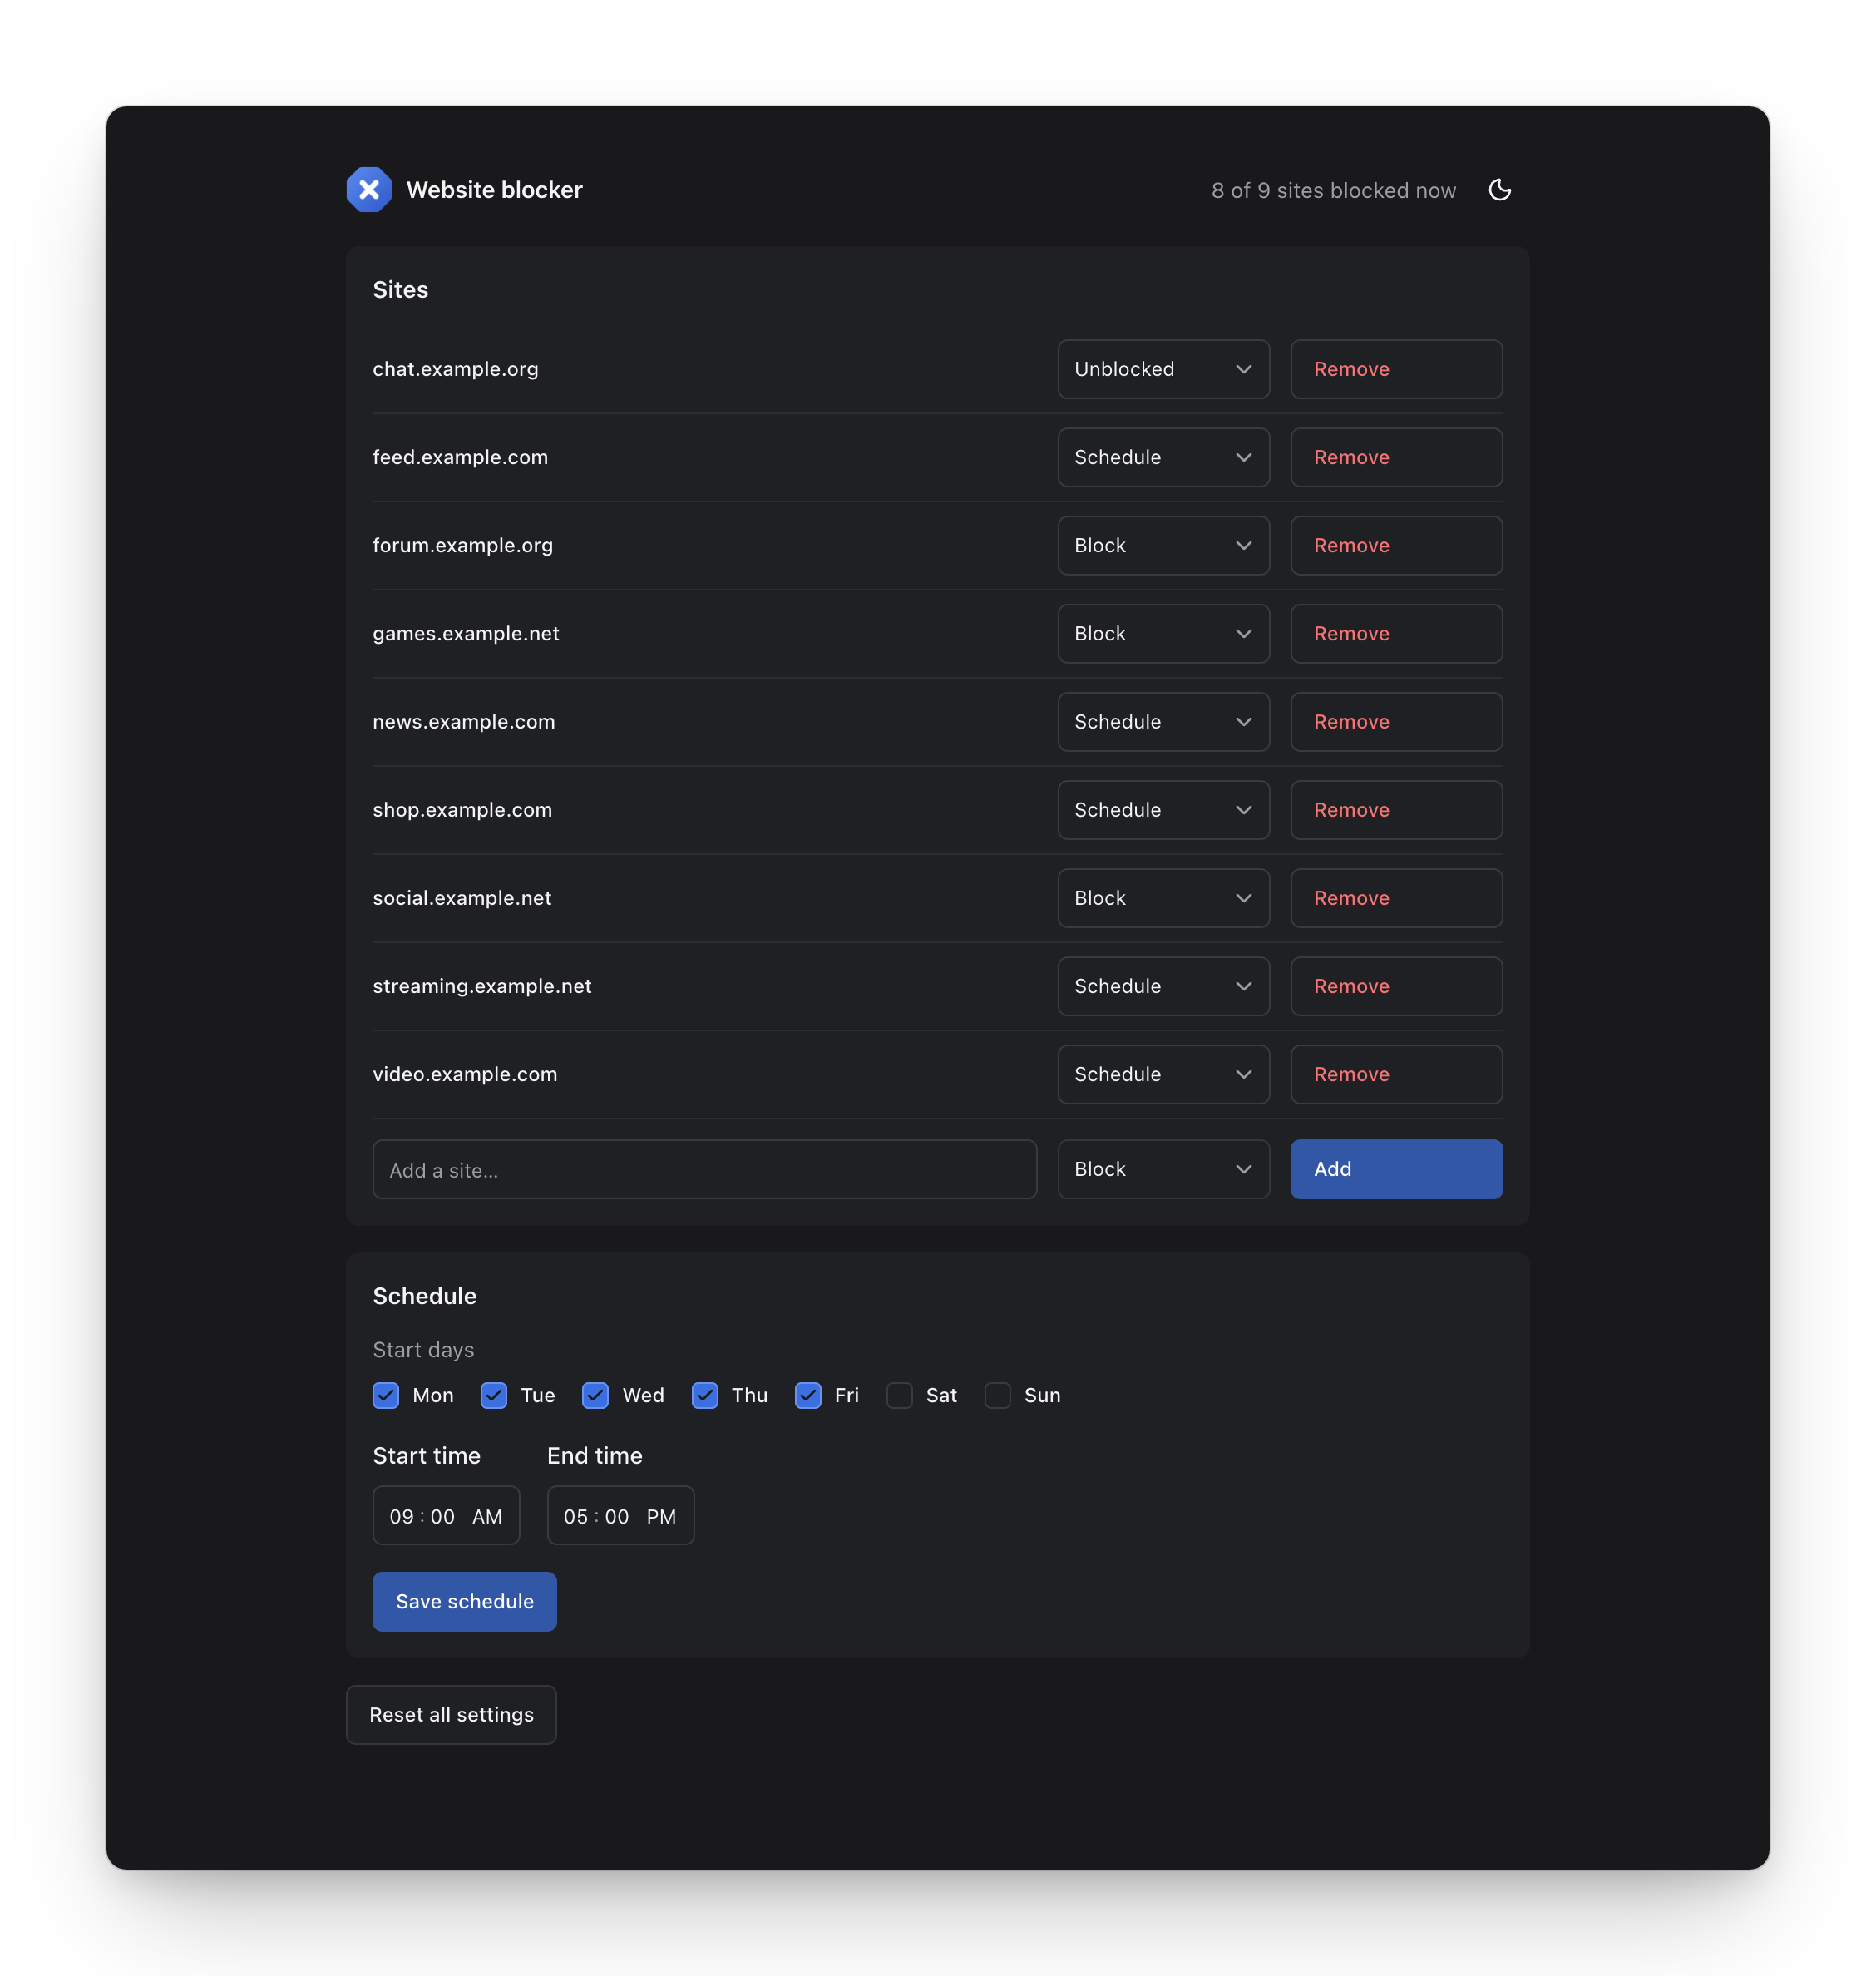 Website blocker
8 of 9 sites blocked now
Sites
chat.example.org Unblocked Remove
feed.example.com Schedule Remove
forum.example.org Block Remove
games.example.net Block Remove
news.example.com Schedule Remove
shop.example.com Schedule Remove
social.example.net Block Remove
streaming.example.net Schedule Remove
video.example.com Schedule Remove
Add a site... Block Add
Schedule
Start days
Mon Tue Wed Thu Fri Sat Sun
Start time End time
09:00 AM 05:00 PM
Save schedule
Reset all settings